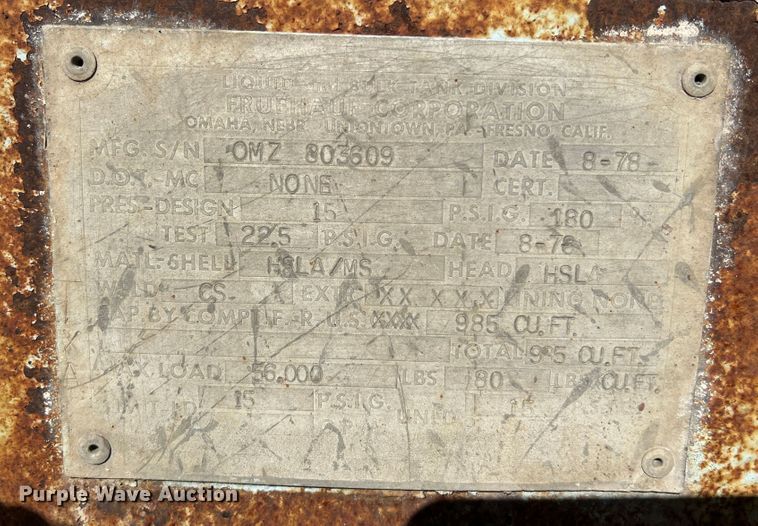 LIQUID AND BULK TANK DIVISION
FRUEHAUF CORPORATION
OMAHA, NEBR. UNIONTOWN, PA. FRESNO, CALIF.
MFG. S/N OMZ 803609 DATE 8-78
D.O.T.-MC NONE CERT.
PRES.-DESIGN 15 P.S.I.G. 180
TEST 22.5 P.S.I.G. DATE 8-78
MATL-SHELL HSLA/MS HEAD HSLA
WELD CS X XX X X X LINING NONE
CAP. BY COMPT. F.-R. U.S. XXXX 985 CU.FT.
TOTAL 985 CU.FT.
MAX. LOAD 56,000 LBS 80 LBS CU.FT.
15 P.S.I.G. 15
Purple Wave Auction